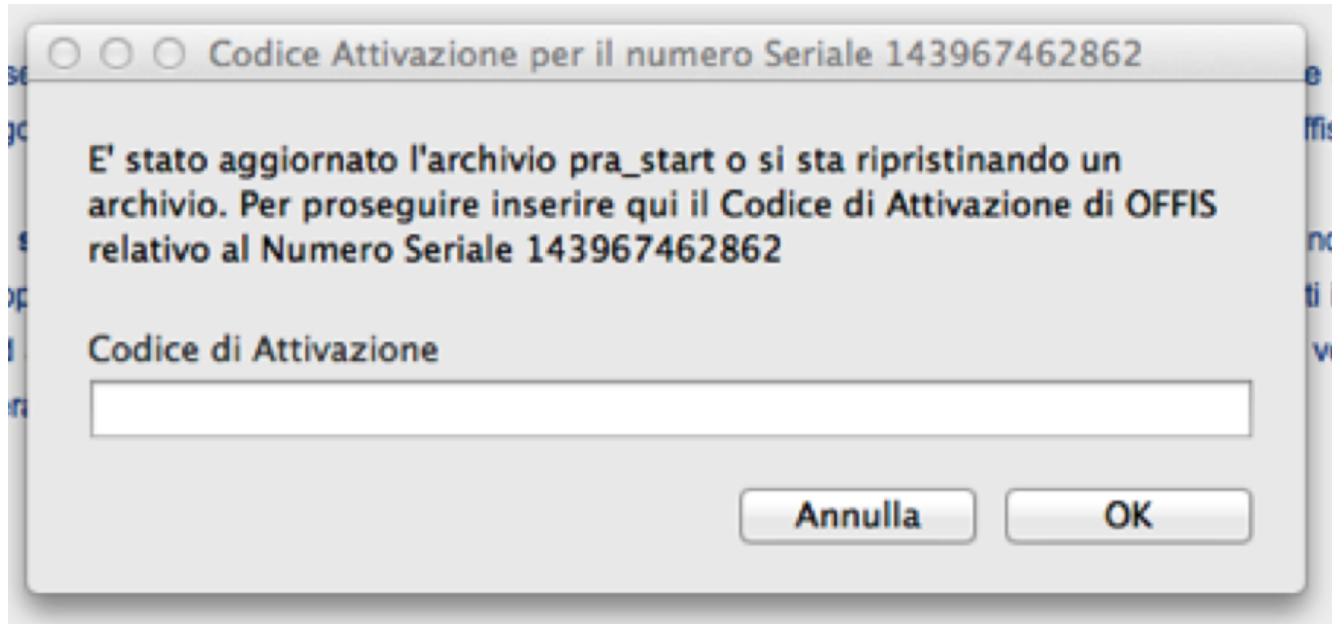 Codice Attivazione per il numero Seriale 143967462862
E' stato aggiornato l'archivio pra_start o si sta ripristinando un
archivio. Per proseguire inserire qui il Codice di Attivazione di OFFIS
relativo al Numero Seriale 143967462862
Codice di Attivazione
Annulla OK